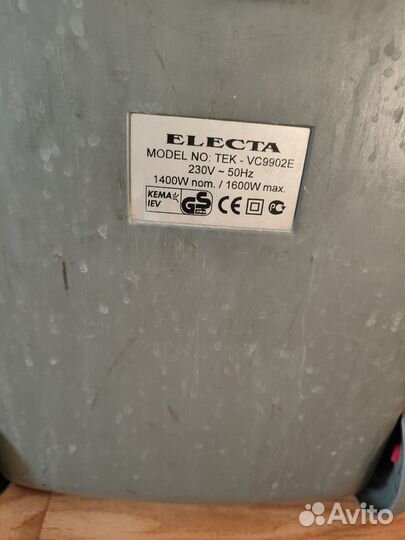 ELECTA
MODEL NO: TEK - VC9902E
230V ~ 50Hz
1400W nom. / 1600W max.
KEMA
IEV
GS CE
Avito